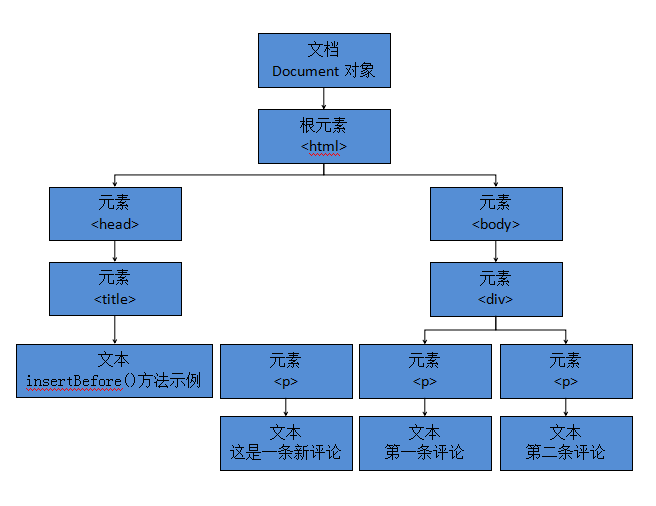 文档
Document 对象
根元素
<html>
元素
<head>
元素
<body>
元素
<title>
元素
<div>
文本
insertBefore()方法示例
元素
<p>
元素
<p>
元素
<p>
文本
这是一条新评论
文本
第一条评论
文本
第二条评论